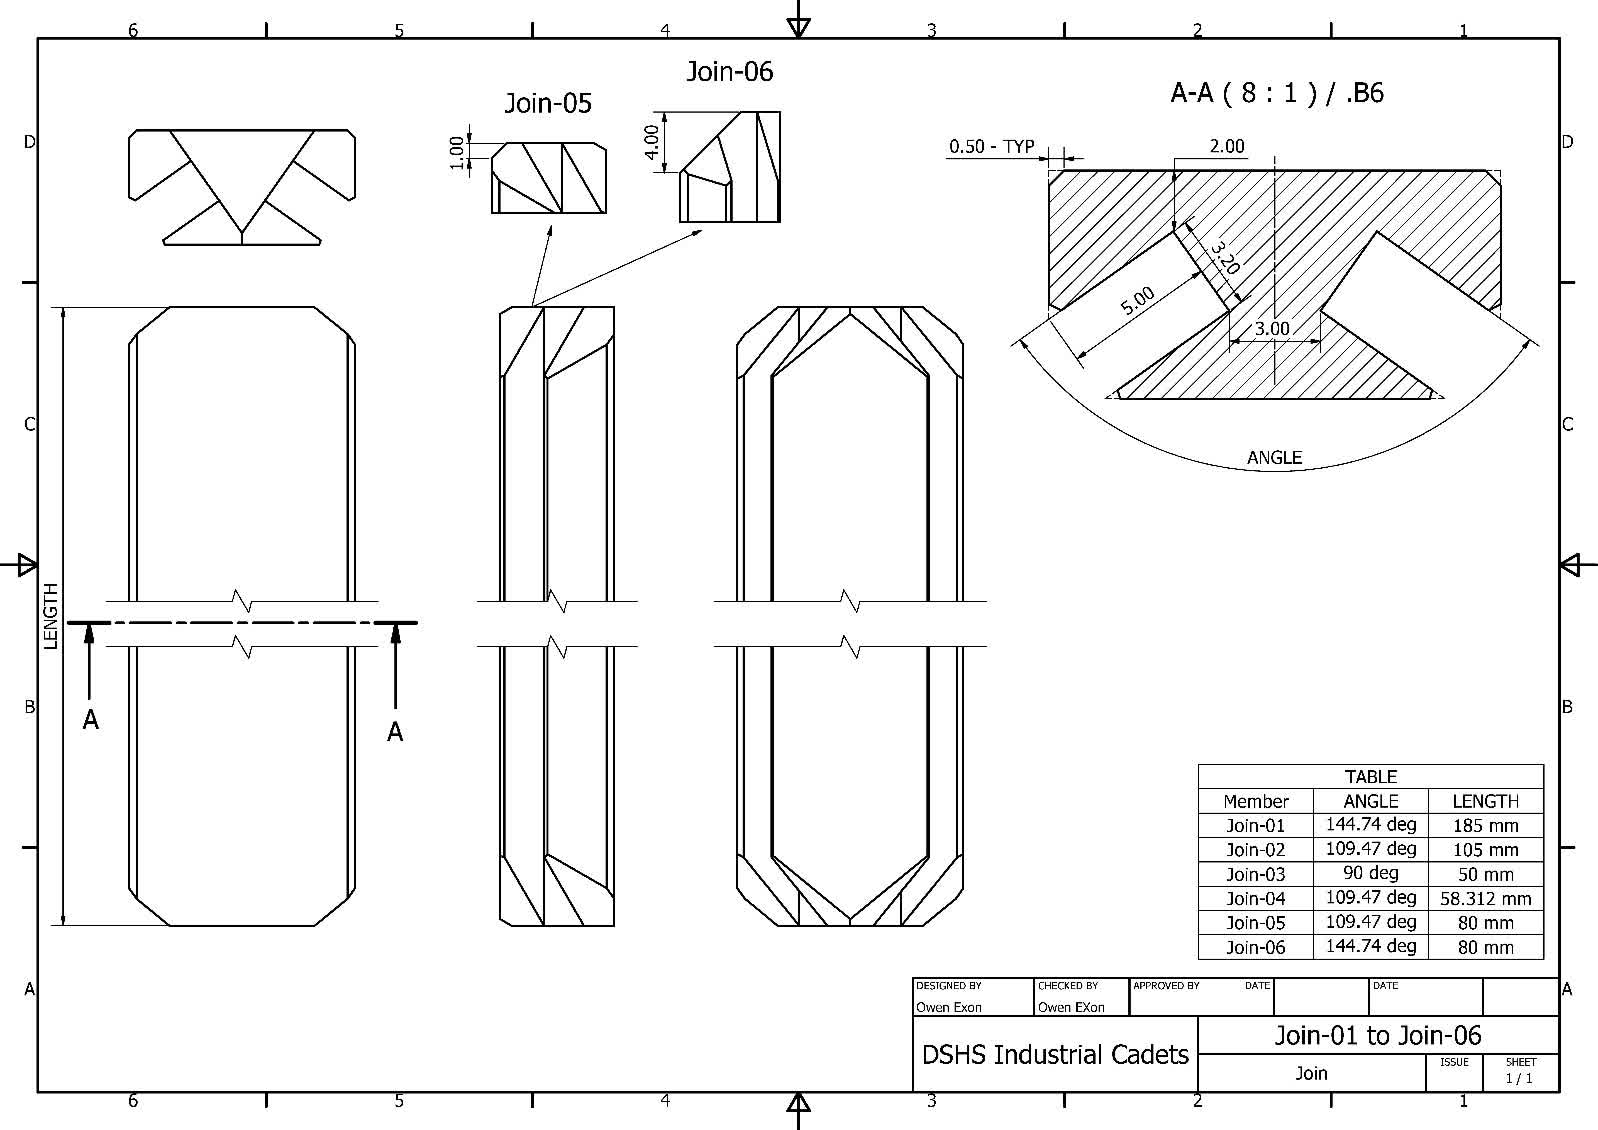 6 5 4 3 2 1
Join-06
Join-05
A-A ( 8 : 1 ) / .B6
D
1.00
4.00
0.50 - TYP
2.00
D
3.20
5.00
3.00
C
ANGLE
C
LENGTH
A
A
B
B
TABLE
Member ANGLE LENGTH
Join-01 144.74 deg 185 mm
Join-02 109.47 deg 105 mm
Join-03 90 deg 50 mm
Join-04 109.47 deg 58.312 mm
Join-05 109.47 deg 80 mm
Join-06 144.74 deg 80 mm
A
A
DESIGNED BY CHECKED BY APPROVED BY DATE DATE
Owen Exon Owen EXon
DSHS Industrial Cadets
Join-01 to Join-06
Join
ISSUE SHEET
1 / 1
6 5 4 3 2 1